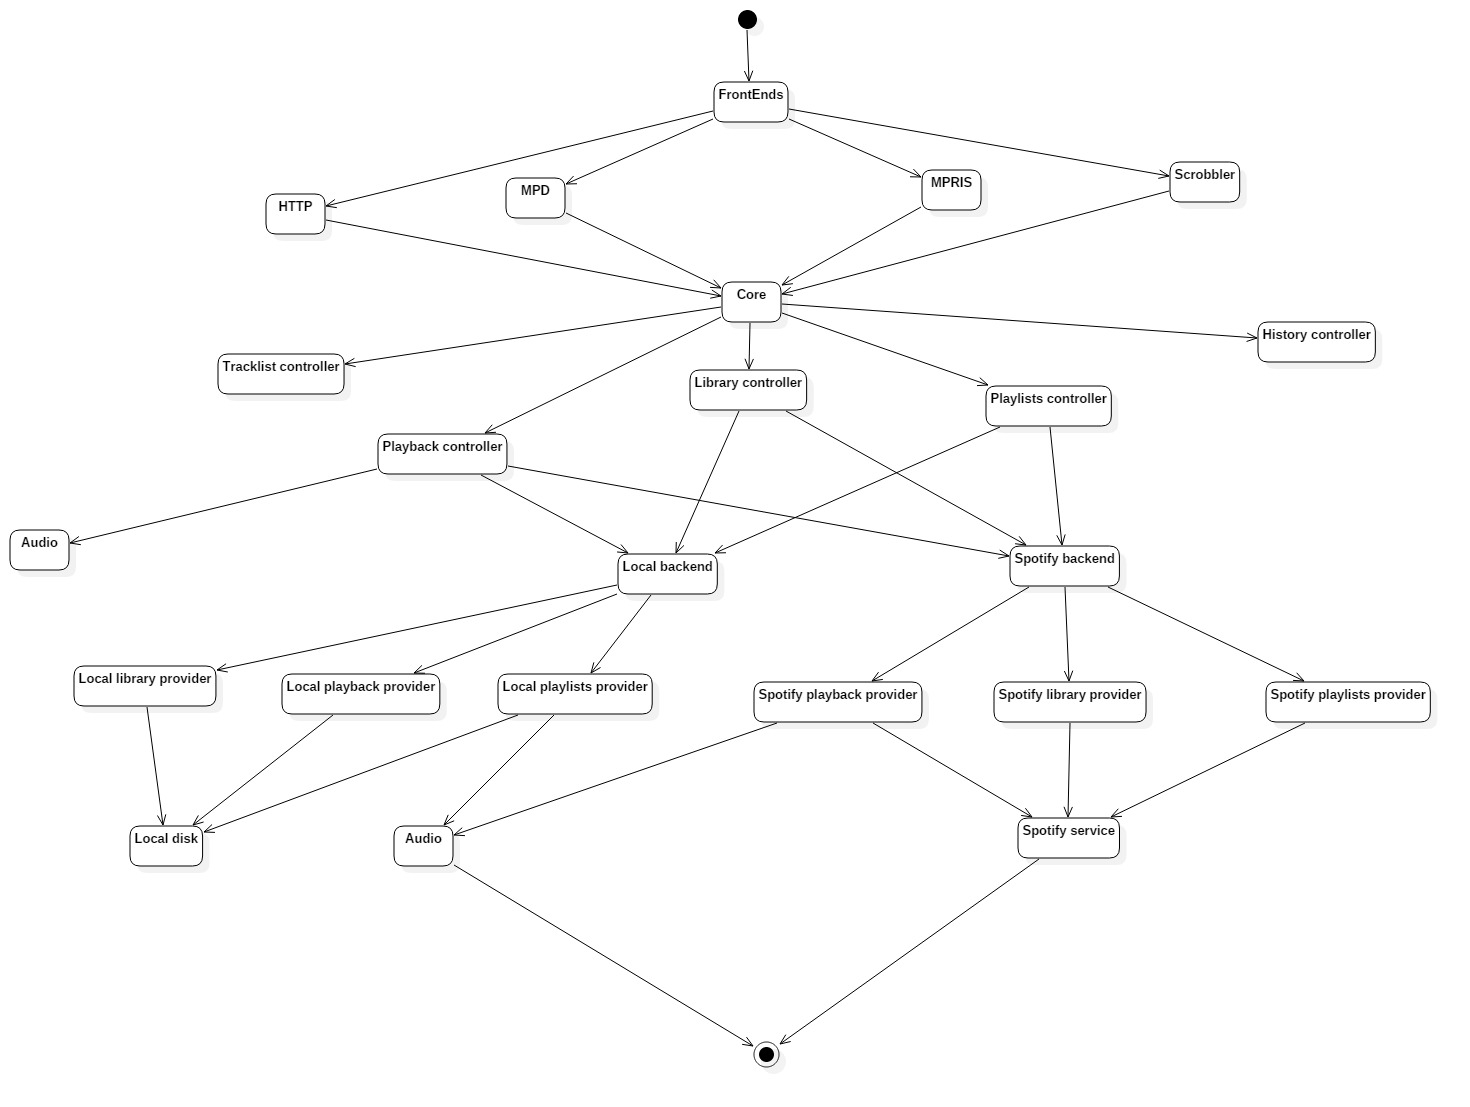 FrontEnds
HTTP
MPD
MPRIS
Scrobbler
Core
Tracklist controller
History controller
Library controller
Playlists controller
Playback controller
Audio
Local backend
Spotify backend
Local library provider
Local playback provider
Local playlists provider
Spotify playback provider
Spotify library provider
Spotify playlists provider
Local disk
Audio
Spotify service